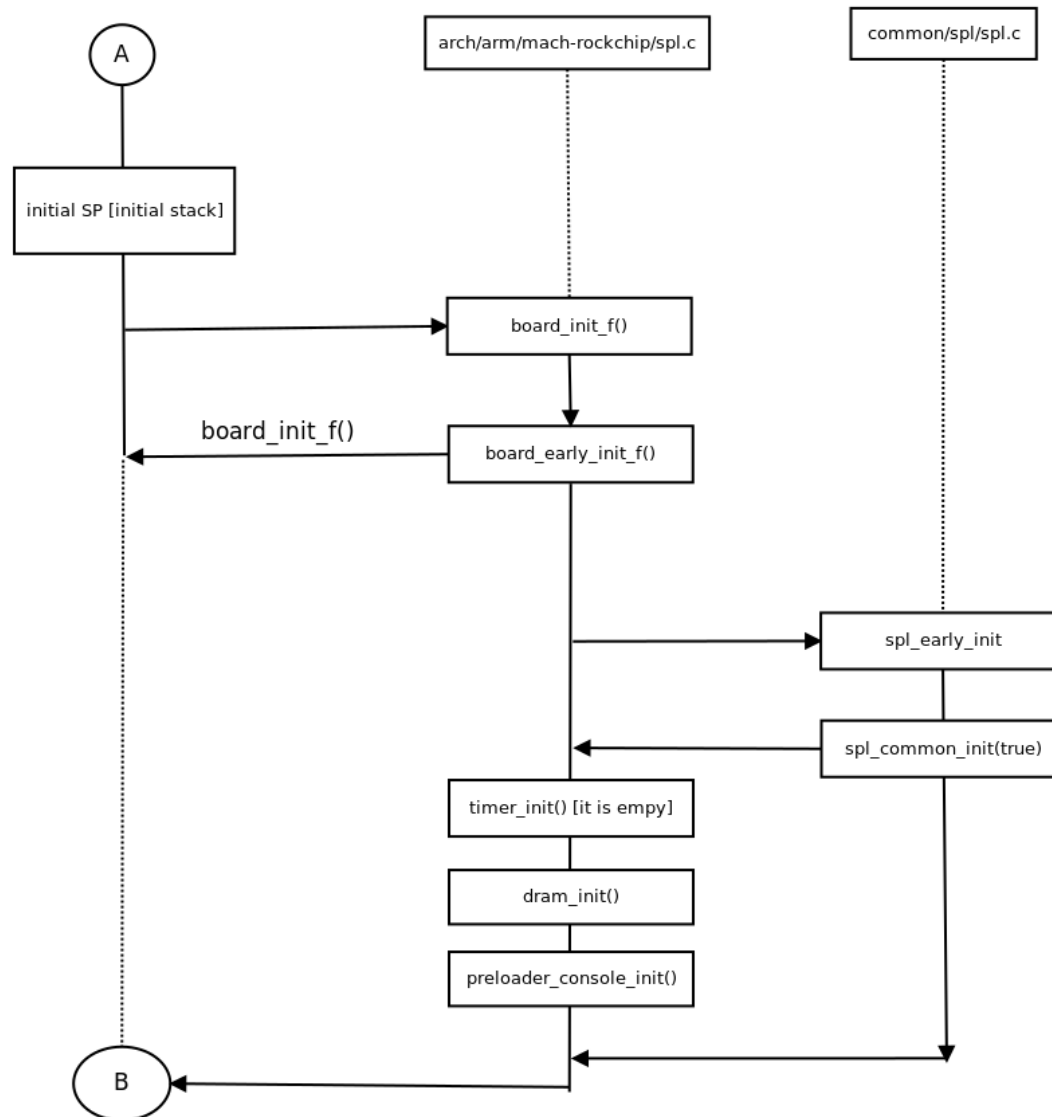 A
arch/arm/mach-rockchip/spl.c
common/spl/spl.c
initial SP [initial stack]
board_init_f()
board_init_f()
board_early_init_f()
spl_early_init
spl_common_init(true)
timer_init() [it is empy]
dram_init()
preloader_console_init()
B